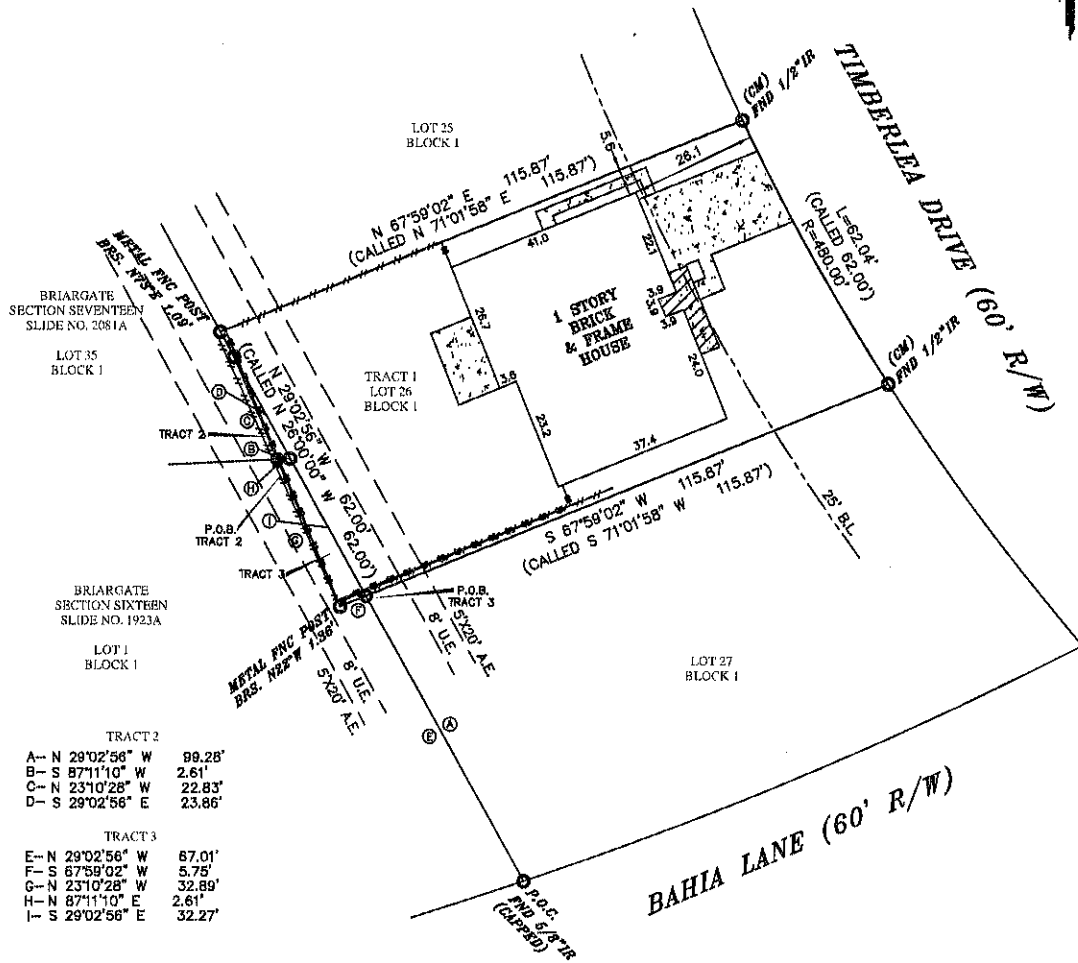 TIMBERLEA DRIVE (60' R/W)
(CM)
FND 1/2" IR
LOT 25
BLOCK 1
5.6
26.1
N 67°59'02" E 115.87'
(CALLED N 71°01'58" E 115.87')
L=62.04'
(CALLED 62.00')
R=480.00'
METAL FNC POST
BRS. N75°E 1.09'
41.0
22.1
BRIARGATE
SECTION SEVENTEEN
SLIDE NO. 2081A
LOT 35
BLOCK 1
1 STORY
BRICK
& FRAME
HOUSE
3.9
3.9
3.9
26.7
24.0
(CM)
FND 1/2" IR
N 29°02'56" W 62.00'
(CALLED N 26°00'00" W 62.00')
TRACT 1
LOT 26
BLOCK 1
3.6
D
C
TRACT 2
B
H
23.2
37.4
I
P.O.B.
TRACT 2
G
S 67°59'02" W 115.87'
(CALLED S 71°01'58" W 115.87')
25' B.L.
TRACT 3
P.O.B.
TRACT 3
F
BRIARGATE
SECTION SIXTEEN
SLIDE NO. 1923A
LOT 1
BLOCK 1
METAL FNC POST
8' U.E.
5'X20' A.E.
8' U.E.
5'X20' A.E.
LOT 27
BLOCK 1
E
A
TRACT 2
A-- N 29°02'56" W 99.28'
B-- S 87°11'10" W 2.61'
C-- N 23°10'28" W 22.83'
D-- S 29°02'56" E 23.86'
TRACT 3
E-- N 29°02'56" W 67.01'
F-- S 67°59'02" W 5.75'
G-- N 23°10'28" W 32.89'
H-- N 87°11'10" E 2.61'
I-- S 29°02'56" E 32.27'
BAHIA LANE (60' R/W)
P.O.C.
FND 5/8" IR
(CAPPED)